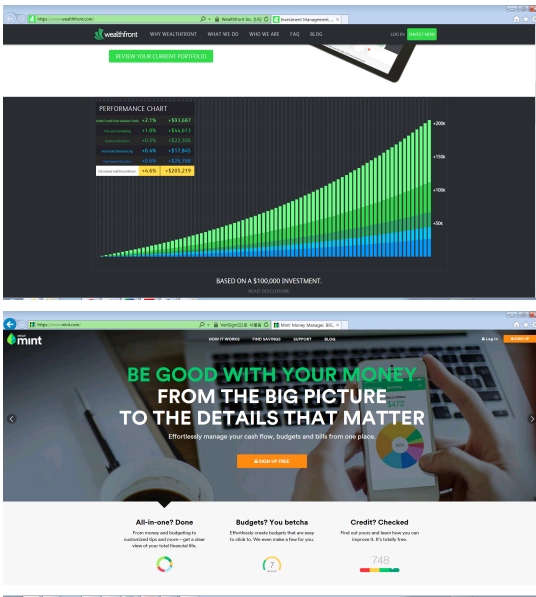 https://www.wealthfront.com/
Wealthfront Inc. [US]
Investment Management, ...
wealthfront
WHY WEALTHFRONT
WHAT WE DO
WHO WE ARE
FAQ
BLOG
LOG IN
INVEST NOW
REVIEW YOUR CURRENT PORTFOLIO
PERFORMANCE CHART
+2.1% +$93,687
+1.0% +$44,613
+0.5% +$22,306
+0.4% +$17,845
+0.6% +$26,768
+4.6% +$205,219
+200K
+150K
+100K
+50K
BASED ON A $100,000 INVESTMENT.
READ DISCLOSURE
https://www.mint.com/
Mint: Money Manager, Bill...
mint
HOW IT WORKS
FIND SAVINGS
SUPPORT
BLOG
Log In
SIGN UP
BE GOOD WITH YOUR MONEY
FROM THE BIG PICTURE
TO THE DETAILS THAT MATTER
Effortlessly manage your cash flow, budgets and bills from one place.
SIGN UP FREE
$472
All-in-one? Done
From money and budgeting to
customized tips and more—get a clear
view of your total financial life.
Budgets? You betcha
Effortlessly create budgets that are easy
to stick to. We even make a few for you.
7
Credit? Checked
Find out yours and learn how you can
improve it. It's totally free.
748